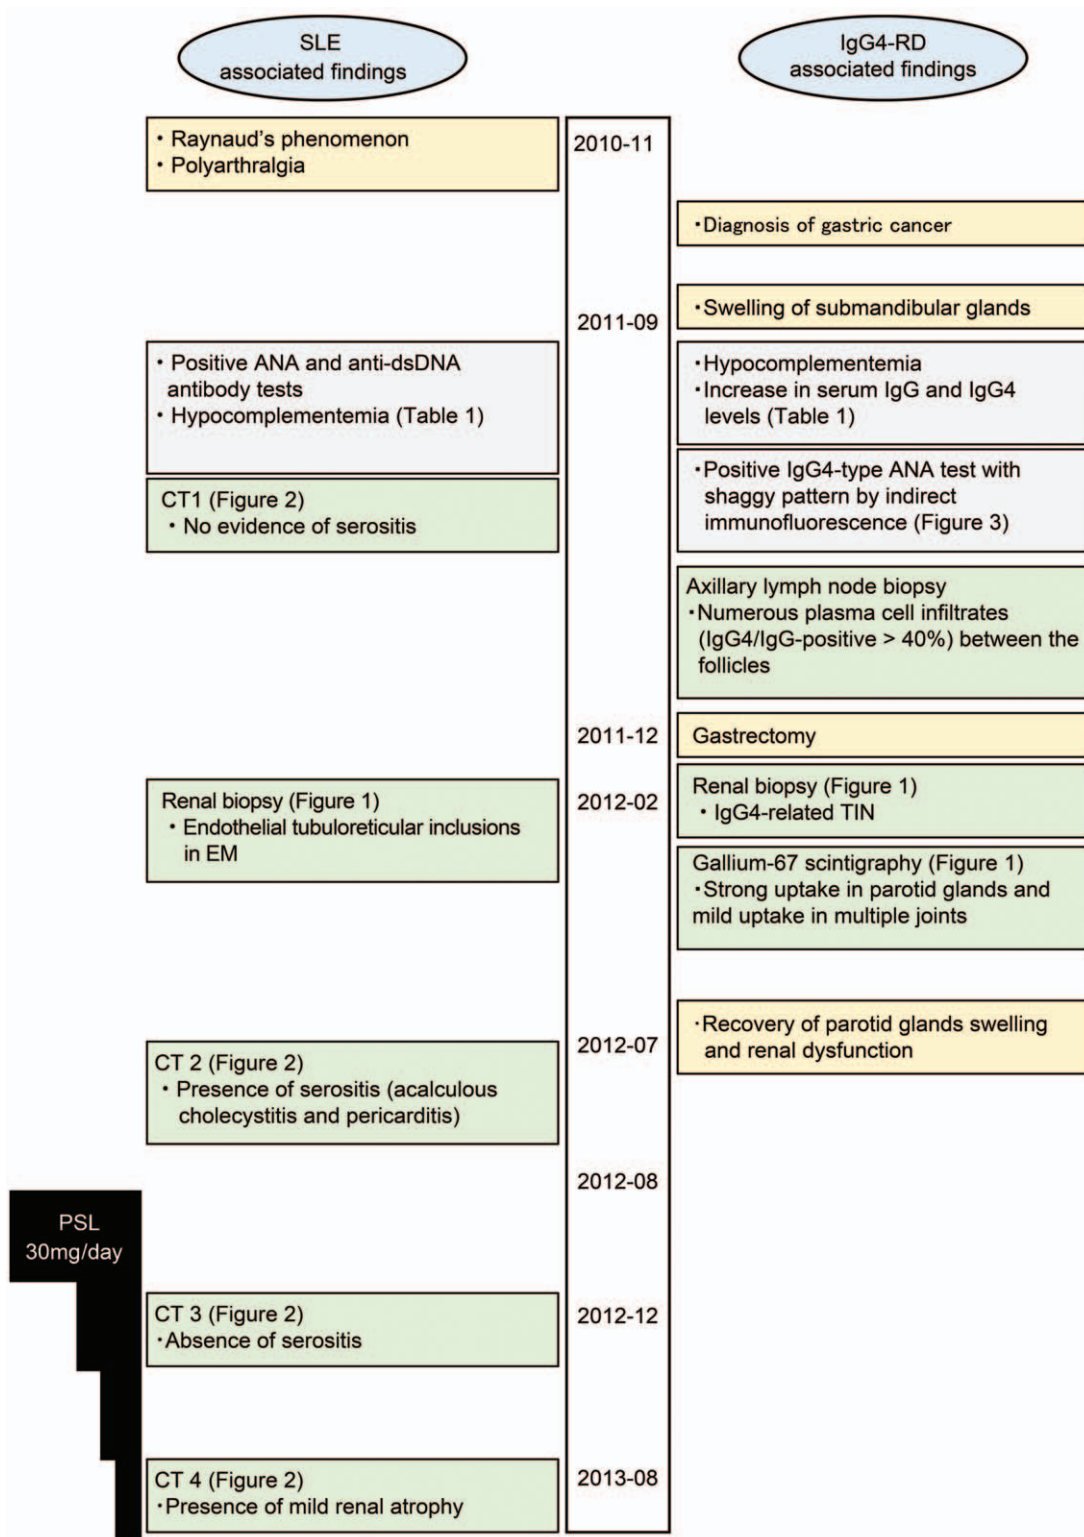 SLE
associated findings
IgG4-RD
associated findings
・Raynaud's phenomenon
・Polyarthralgia
2010-11
・Diagnosis of gastric cancer
・Swelling of submandibular glands
2011-09
・Positive ANA and anti-dsDNA
antibody tests
・Hypocomplementemia (Table 1)
・Hypocomplementemia
・Increase in serum IgG and IgG4
levels (Table 1)
CT1 (Figure 2)
・No evidence of serositis
・Positive IgG4-type ANA test with
shaggy pattern by indirect
immunofluorescence (Figure 3)
Axillary lymph node biopsy
・Numerous plasma cell infiltrates
(IgG4/IgG-positive > 40%) between the
follicles
2011-12
Gastrectomy
Renal biopsy (Figure 1)
・Endothelial tubuloreticular inclusions
in EM
2012-02
Renal biopsy (Figure 1)
・IgG4-related TIN
Gallium-67 scintigraphy (Figure 1)
・Strong uptake in parotid glands and
mild uptake in multiple joints
・Recovery of parotid glands swelling
and renal dysfunction
2012-07
CT 2 (Figure 2)
・Presence of serositis (acalculous
cholecystitis and pericarditis)
2012-08
PSL
30mg/day
CT 3 (Figure 2)
・Absence of serositis
2012-12
CT 4 (Figure 2)
・Presence of mild renal atrophy
2013-08